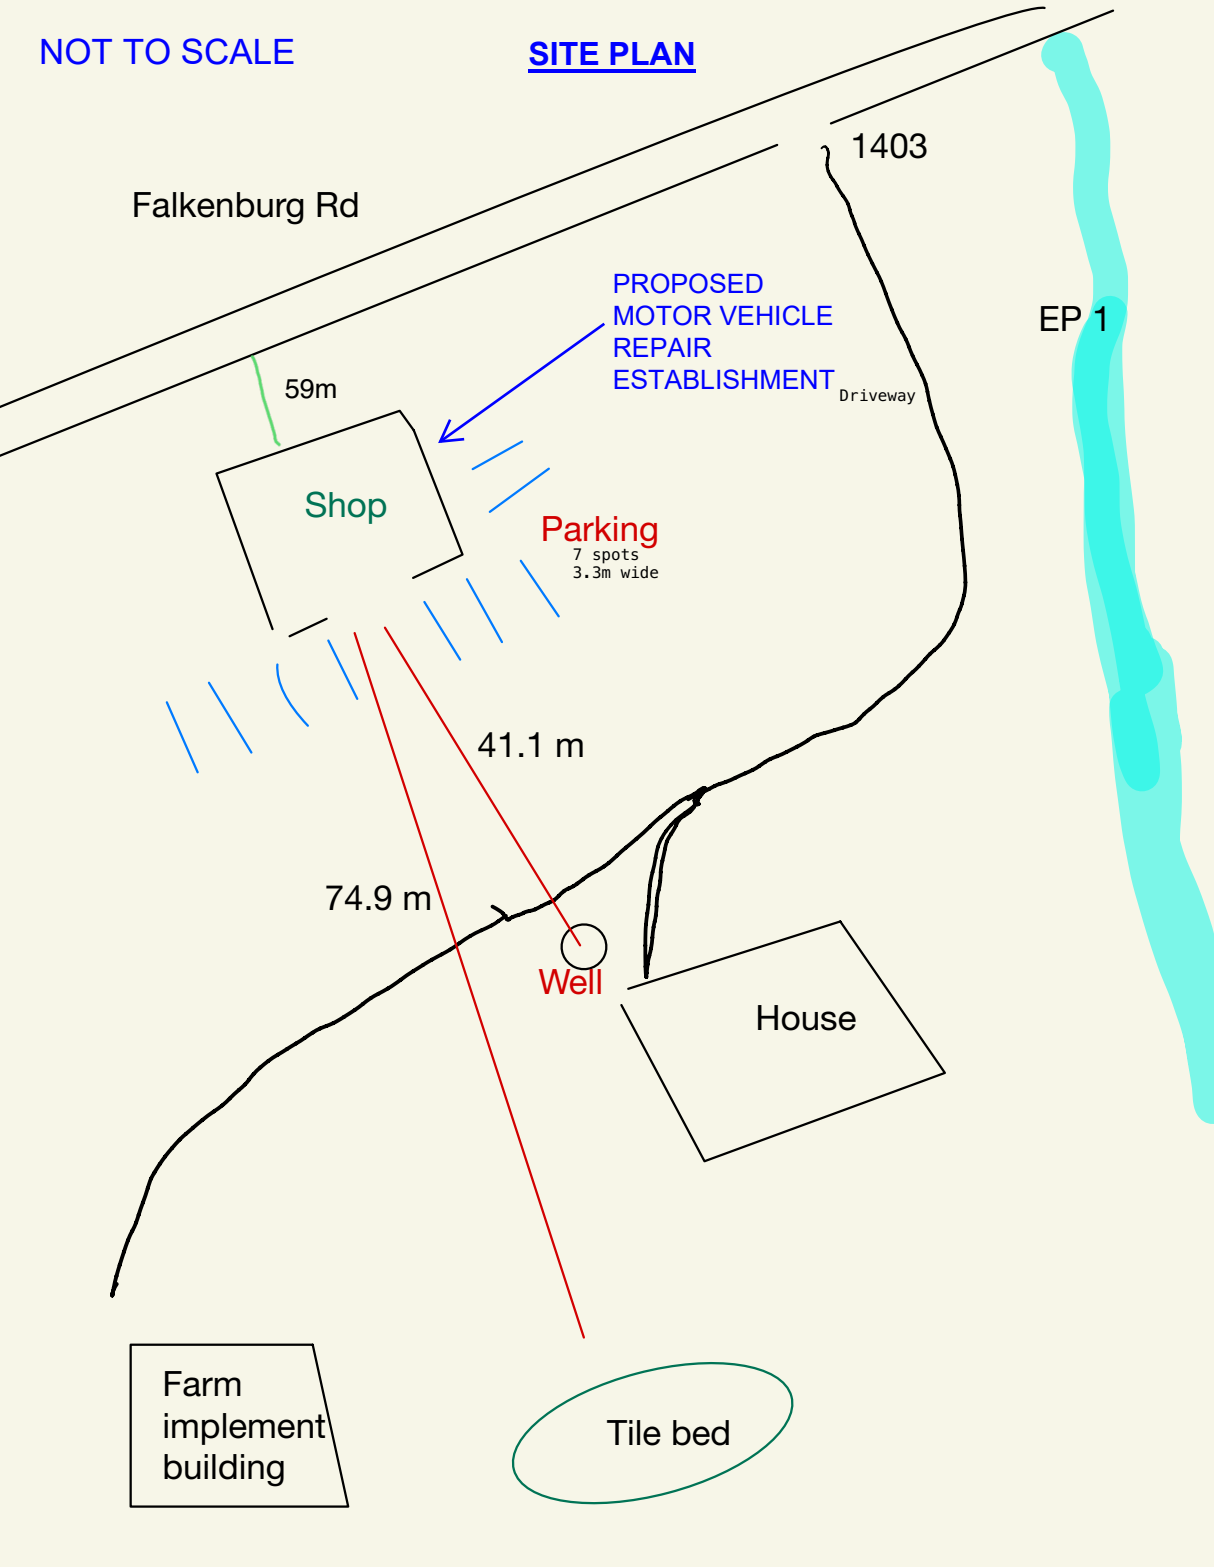 NOT TO SCALE
SITE PLAN
1403
Falkenburg Rd
PROPOSED
MOTOR VEHICLE
REPAIR
ESTABLISHMENT
Driveway
EP 1
59m
Shop
Parking
7 spots
3.3m wide
41.1 m
74.9 m
Well
House
Farm
implement
building
Tile bed